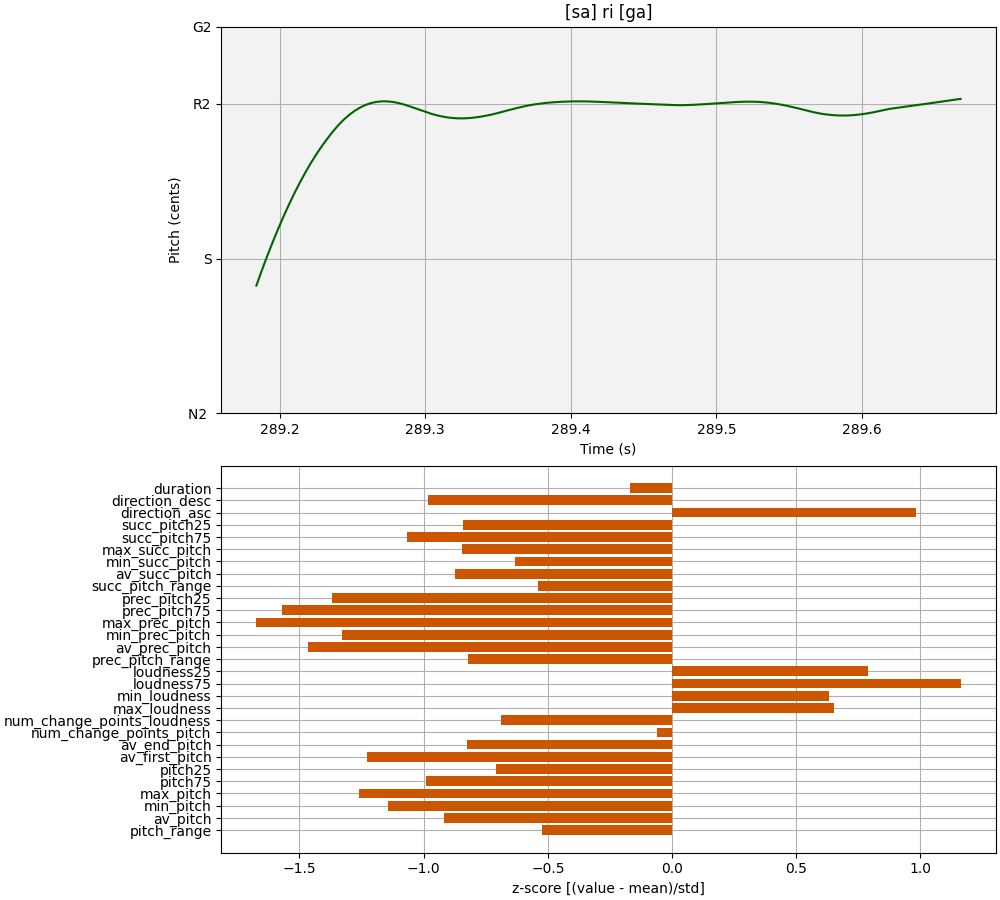 [sa] ri [ga]
G2
R2
S
N2
Pitch (cents)
289.2 289.3 289.4 289.5 289.6
Time (s)
duration
direction_desc
direction_asc
succ_pitch25
succ_pitch75
max_succ_pitch
min_succ_pitch
av_succ_pitch
succ_pitch_range
prec_pitch25
prec_pitch75
max_prec_pitch
min_prec_pitch
av_prec_pitch
prec_pitch_range
loudness25
loudness75
min_loudness
max_loudness
num_change_points_loudness
num_change_points_pitch
av_end_pitch
av_first_pitch
pitch25
pitch75
max_pitch
min_pitch
av_pitch
pitch_range
−1.5 −1.0 −0.5 0.0 0.5 1.0
z-score [(value - mean)/std]